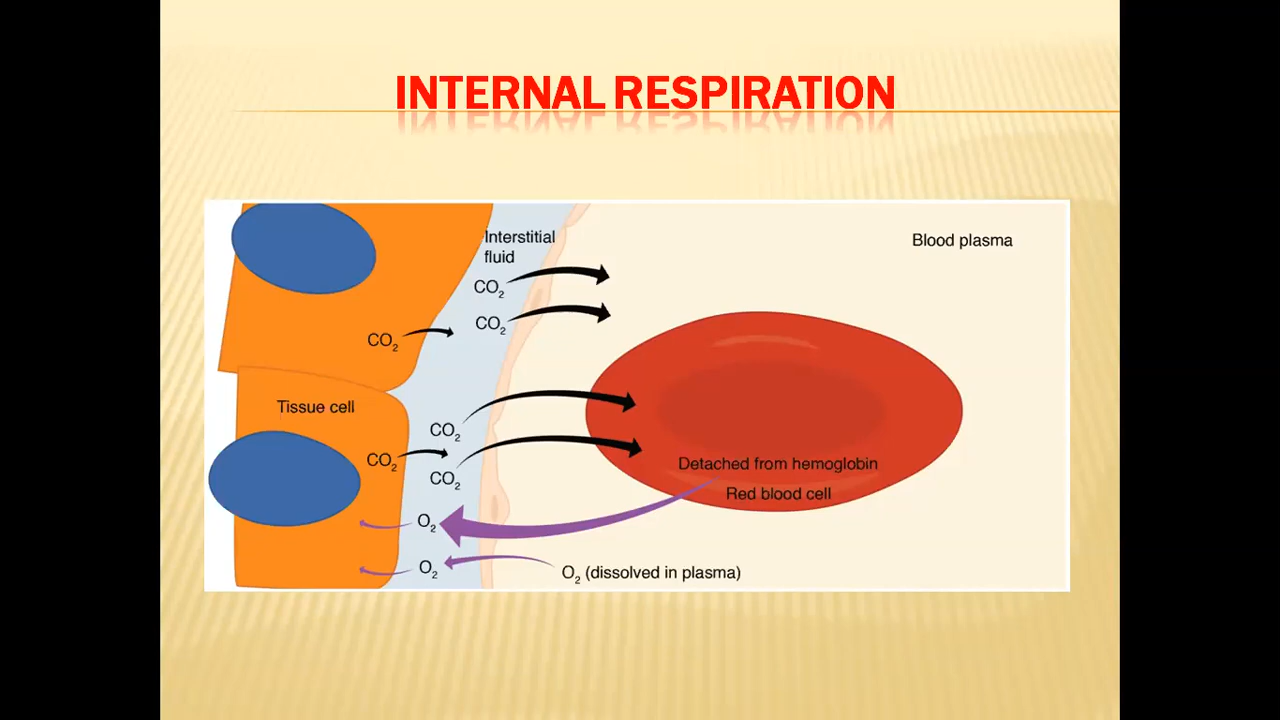 INTERNAL RESPIRATION
Interstitial
fluid
Blood plasma
CO₂
CO₂
CO₂
Tissue cell
CO₂
CO₂
CO₂
Detached from hemoglobin
Red blood cell
O₂
O₂
O₂ (dissolved in plasma)